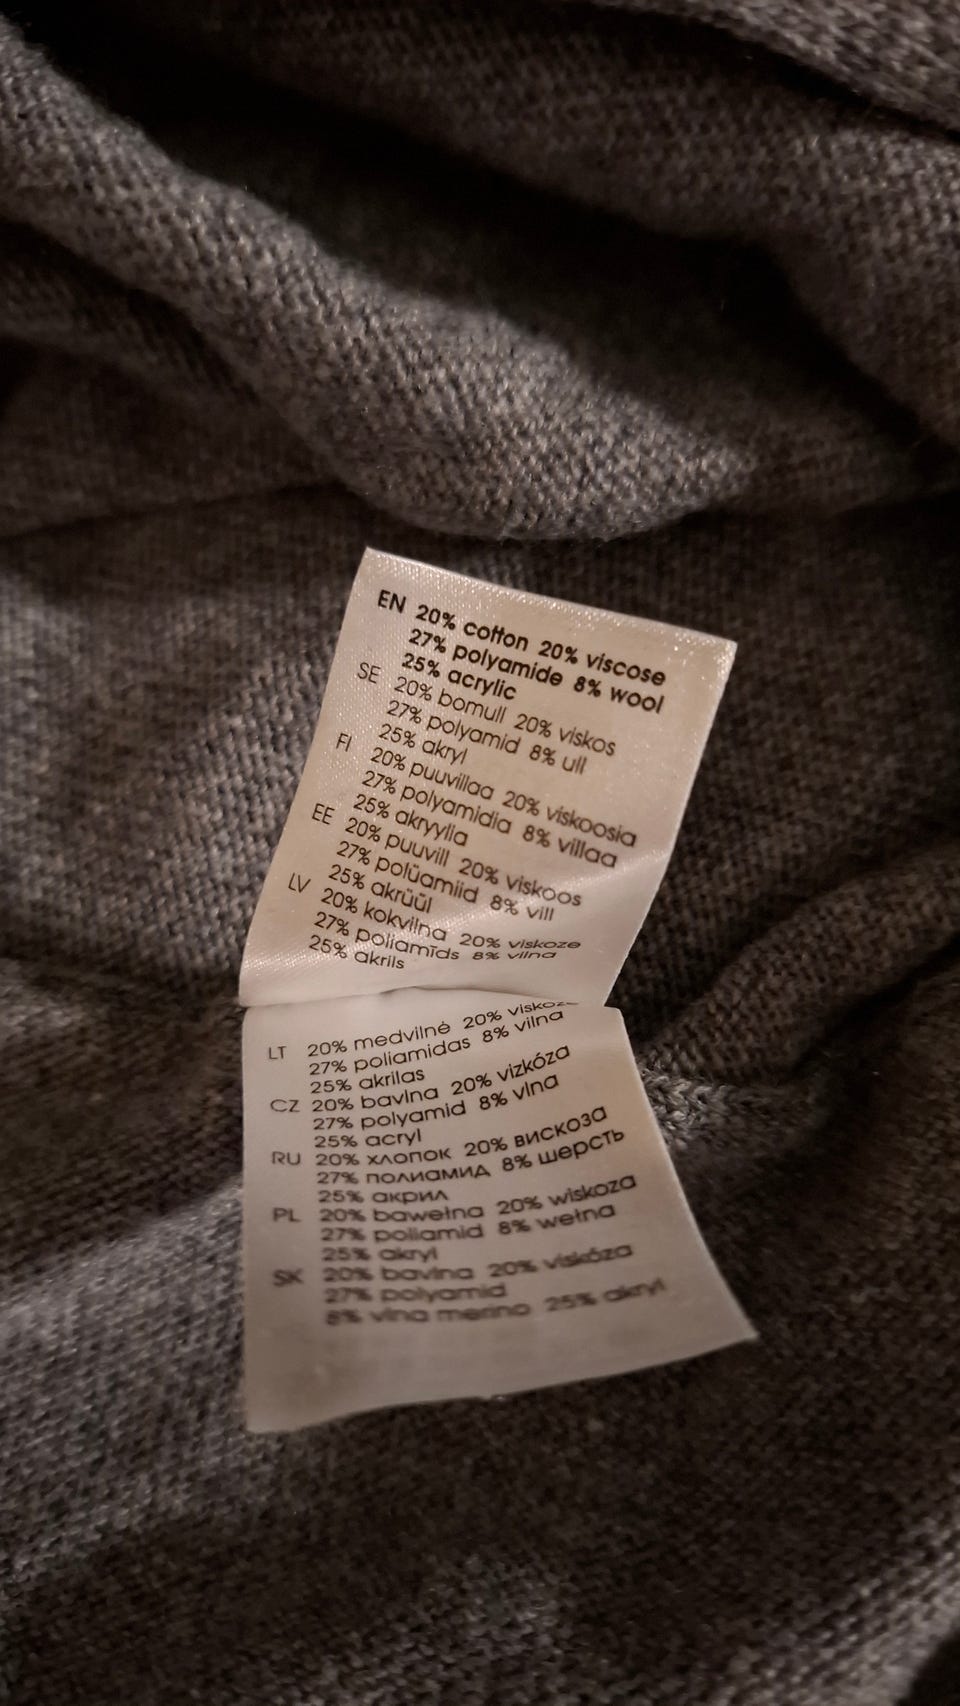 EN 20% cotton 20% viscose
27% polyamide 8% wool
25% acrylic
SE 20% bomull 20% viskos
27% polyamid 8% ull
25% akryl
FI 20% puuvillaa 20% viskoosia
27% polyamidia 8% villaa
25% akryylia
EE 20% puuvill 20% viskoos
27% polüamiid 8% vill
25% akrüül
LV 20% kokvilna 20% viskoze
27% poliamīds 8% vilna
25% akrils
LT 20% medvilnė 20% viskozė
27% poliamidas 8% vilna
25% akrilas
CZ 20% bavlna 20% vizkóza
27% polyamid 8% vlna
25% acryl
RU 20% хлопок 20% вискоза
27% полиамид 8% шерсть
25% акрил
PL 20% bawełna 20% wiskoza
27% poliamid 8% wełna
25% akryl
SK 20% bavlna 20% viskóza
27% polyamid
8% vlna merino 25% akryl